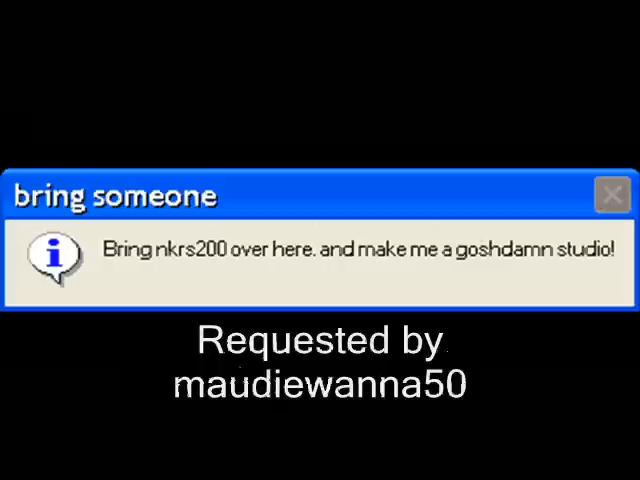 bring someone
Bring nkrs200 over here. and make me a goshdamn studio!
Requested by
maudiewanna50